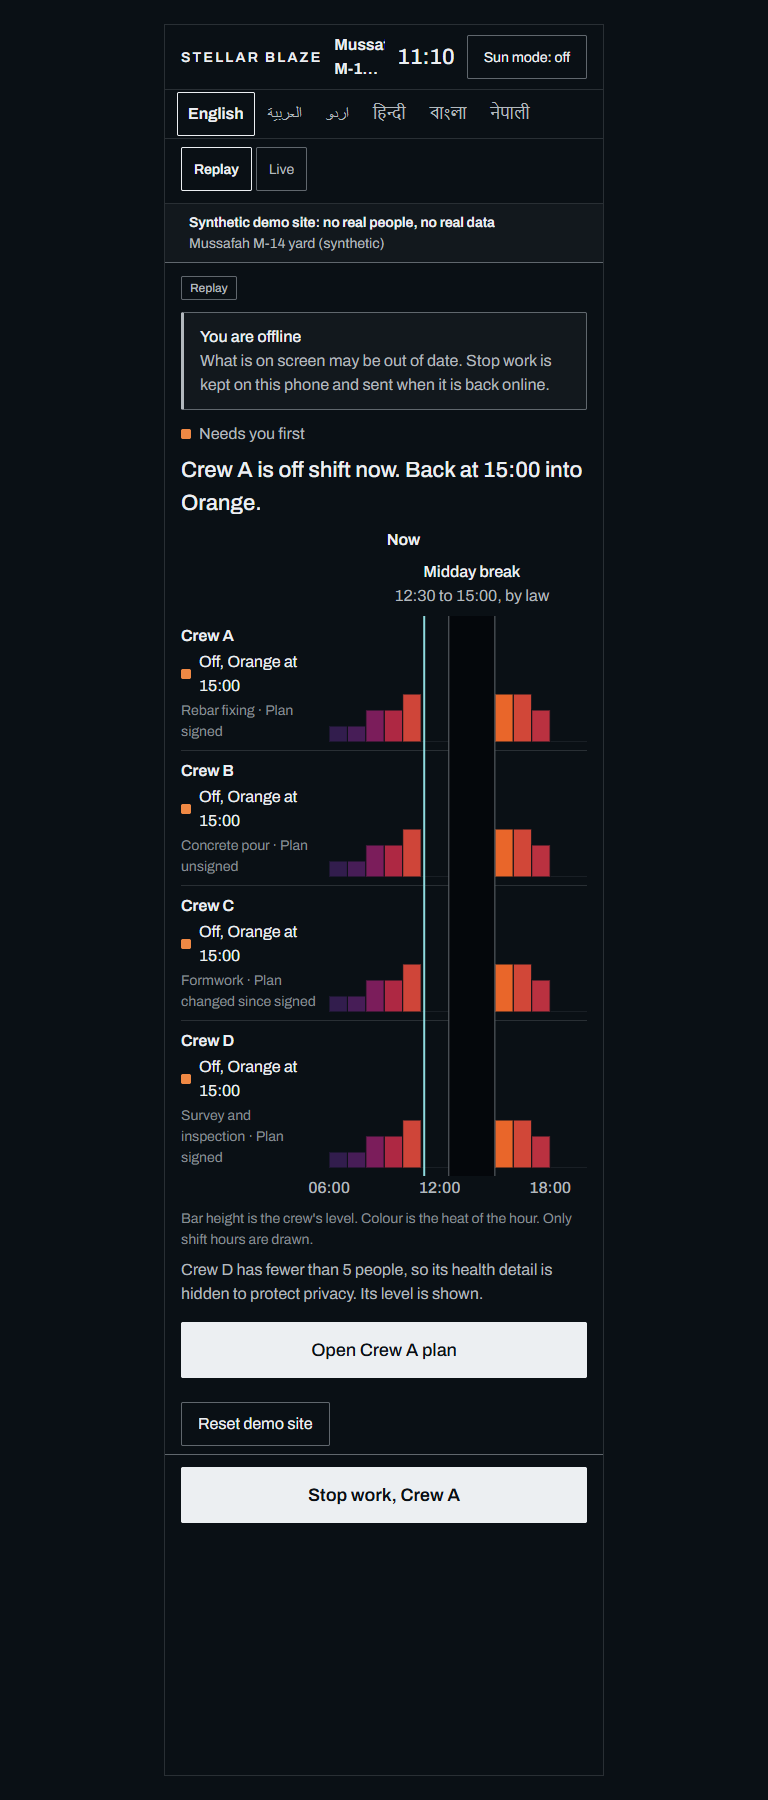 STELLAR BLAZE
Mussa
M-1...
11:10
Sun mode: off
English العربية اردو हिन्दी বাংলা नेपाली
Replay Live
Synthetic demo site: no real people, no real data
Mussafah M-14 yard (synthetic)
Replay
You are offline
What is on screen may be out of date. Stop work is
kept on this phone and sent when it is back online.
Needs you first
Crew A is off shift now. Back at 15:00 into
Orange.
Now
Midday break
12:30 to 15:00, by law
Crew A
Off, Orange at
15:00
Rebar fixing · Plan
signed
Crew B
Off, Orange at
15:00
Concrete pour · Plan
unsigned
Crew C
Off, Orange at
15:00
Formwork · Plan
changed since signed
Crew D
Off, Orange at
15:00
Survey and
inspection · Plan
signed
06:00 12:00 18:00
Bar height is the crew's level. Colour is the heat of the hour. Only
shift hours are drawn.
Crew D has fewer than 5 people, so its health detail is
hidden to protect privacy. Its level is shown.
Open Crew A plan
Reset demo site
Stop work, Crew A